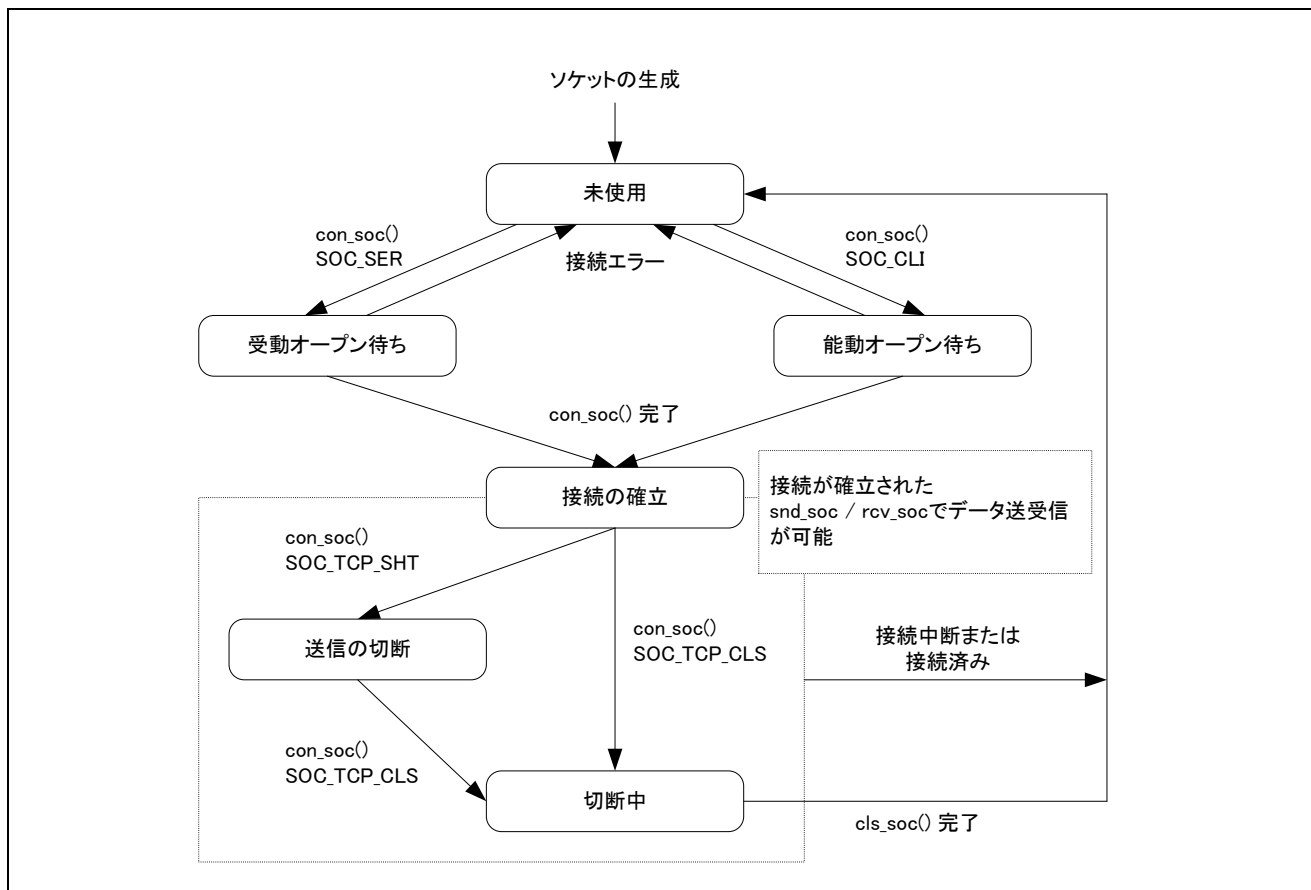 ソケットの生成
未使用
con_soc()
SOC_SER
接続エラー
con_soc()
SOC_CLI
受動オープン待ち
能動オープン待ち
con_soc() 完了
接続の確立
接続が確立された
snd_soc / rcv_socでデータ送受信
が可能
con_soc()
SOC_TCP_SHT
送信の切断
con_soc()
SOC_TCP_CLS
接続中断または
接続済み
con_soc()
SOC_TCP_CLS
切断中
cls_soc() 完了